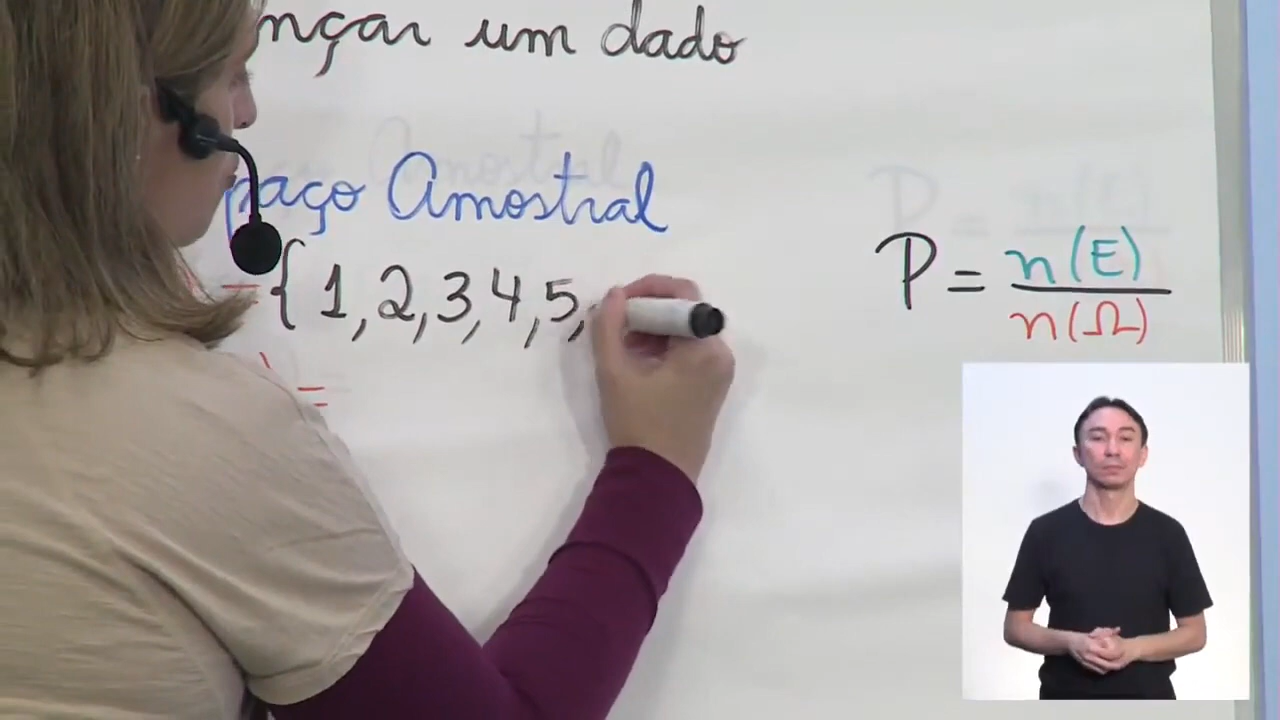 nçar um dado
paço Amostral
= { 1, 2, 3, 4, 5,
) =
P = n(E)
n(Ω)